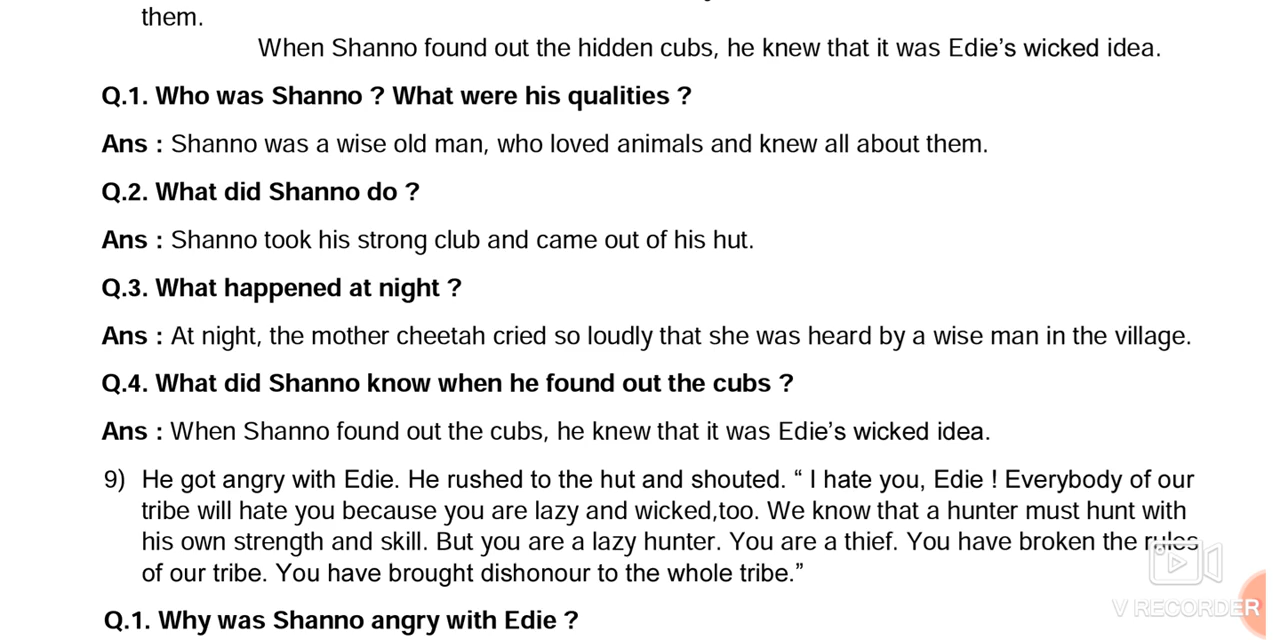 them.
When Shanno found out the hidden cubs, he knew that it was Edie’s wicked idea.
Q.1. Who was Shanno ? What were his qualities ?
Ans : Shanno was a wise old man, who loved animals and knew all about them.
Q.2. What did Shanno do ?
Ans : Shanno took his strong club and came out of his hut.
Q.3. What happened at night ?
Ans : At night, the mother cheetah cried so loudly that she was heard by a wise man in the village.
Q.4. What did Shanno know when he found out the cubs ?
Ans : When Shanno found out the cubs, he knew that it was Edie’s wicked idea.
9) He got angry with Edie. He rushed to the hut and shouted. “ I hate you, Edie ! Everybody of our
tribe will hate you because you are lazy and wicked,too. We know that a hunter must hunt with
his own strength and skill. But you are a lazy hunter. You are a thief. You have broken the rules
of our tribe. You have brought dishonour to the whole tribe.”
Q.1. Why was Shanno angry with Edie ?
V RECORDER